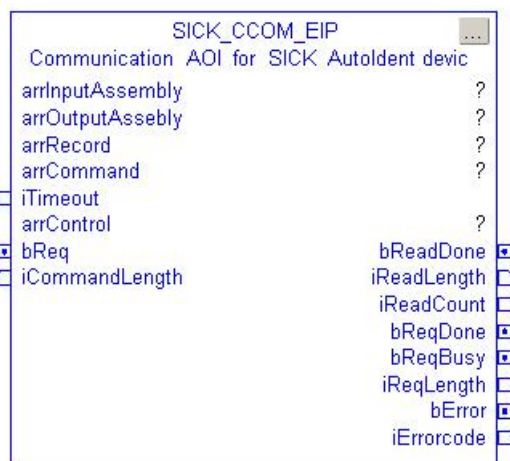 SICK_CCOM_EIP ...
Communication AOI for SICK AutoIdent devic
arrInputAssembly ?
arrOutputAssebly ?
arrRecord ?
arrCommand ?
iTimeout
arrControl ?
bReq bReadDone
iCommandLength iReadLength
iReadCount
bReqDone
bReqBusy
iReqLength
bError
iErrorcode